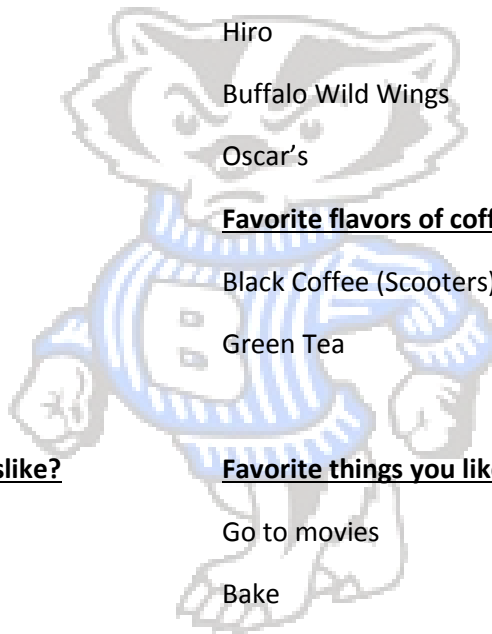 Hiro
Buffalo Wild Wings
Oscar’s
Favorite flavors of coff
Black Coffee (Scooters)
Green Tea
slike?
Favorite things you like
Go to movies
Bake